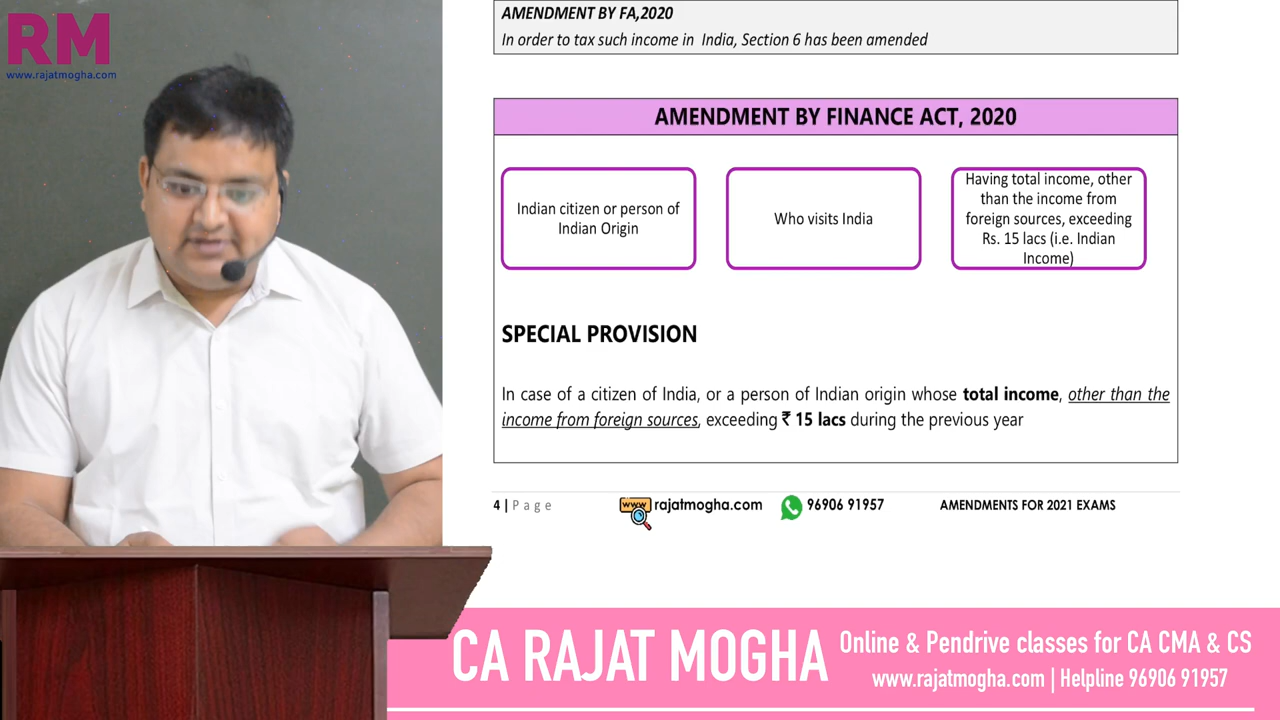 RM
www.rajatmogha.com
AMENDMENT BY FA,2020
In order to tax such income in India, Section 6 has been amended
AMENDMENT BY FINANCE ACT, 2020
Indian citizen or person of
Indian Origin
Who visits India
Having total income, other
than the income from
foreign sources, exceeding
Rs. 15 lacs (i.e. Indian
Income)
SPECIAL PROVISION
In case of a citizen of India, or a person of Indian origin whose total income, other than the
income from foreign sources, exceeding ₹ 15 lacs during the previous year
4 | Page
www rajatmogha.com
96906 91957
AMENDMENTS FOR 2021 EXAMS
CA RAJAT MOGHA
Online & Pendrive classes for CA CMA & CS
www.rajatmogha.com | Helpline 96906 91957